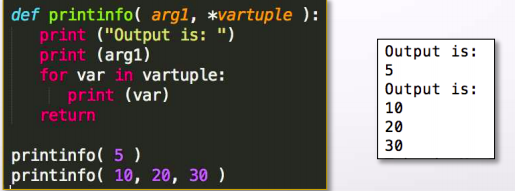 def printinfo( arg1, *vartuple ):
print ("Output is: ")
print (arg1)
for var in vartuple:
print (var)
return
printinfo( 5 )
printinfo( 10, 20, 30 )
Output is:
5
Output is:
10
20
30